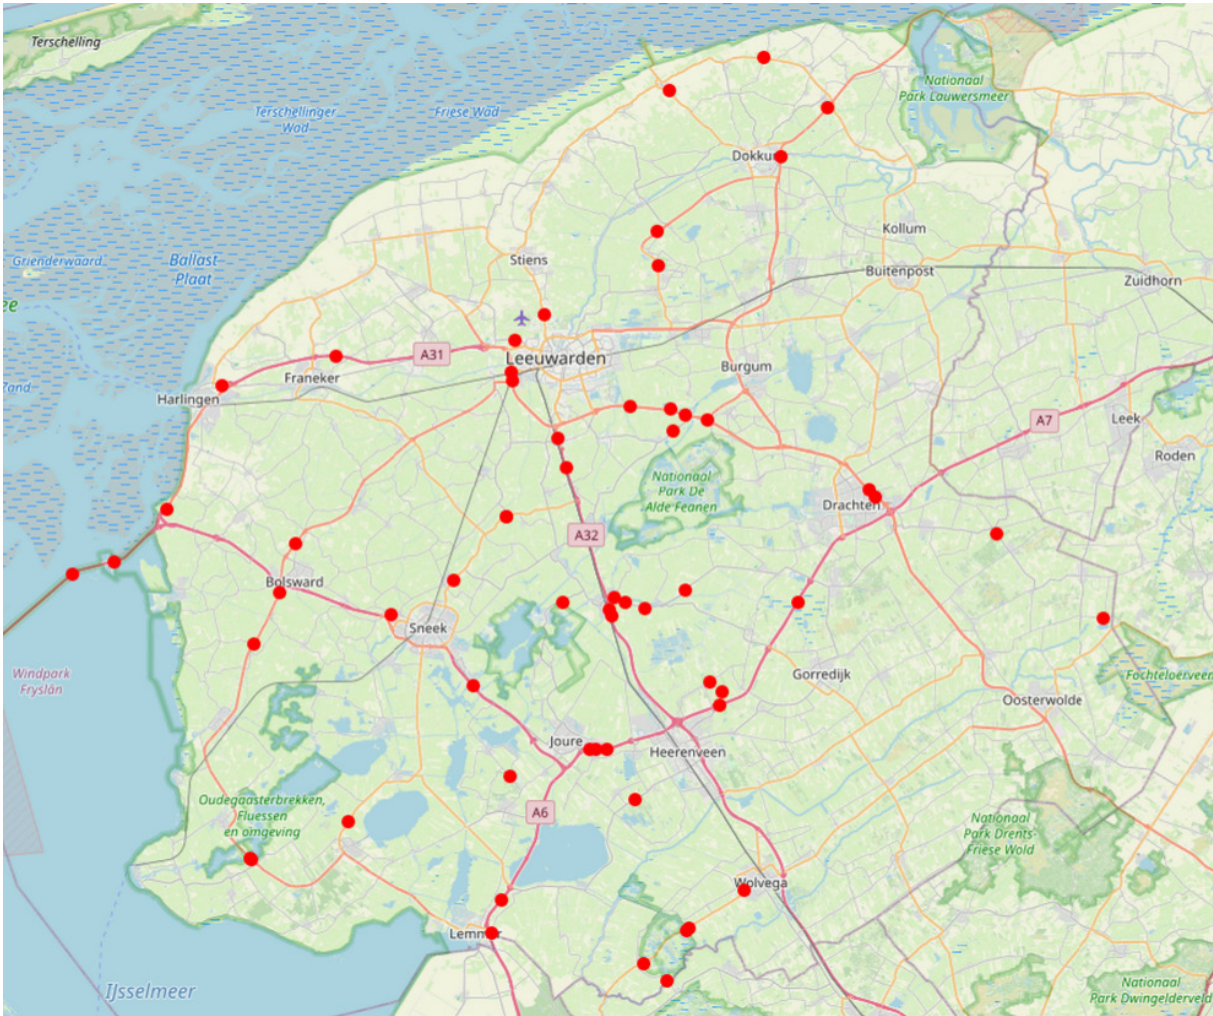 Terschelling
Terschellinger
Wad
Friese Wad
Nationaal
Park Lauwersmeer
Grienderwaard
Ballast
Plaat
ee
Zand
Stiens
Kollum
Buitenpost
Zuidhorn
A31
Leeuwarden
Franeker
Harlingen
Burgum
A7
Leek
Roden
Nationaal
Park De
Alde Feanen
Drachten
A32
Bolsward
Sneek
Windpark
Fryslân
Gorredijk
Fochteloërveen
Oosterwolde
Joure
Heerenveen
Oudegaasterbrekken,
Fluessen
en omgeving
A6
Nationaal
Park Drents-
Friese Wold
Wolvega
IJsselmeer
Nationaal
Park Dwingelderveld